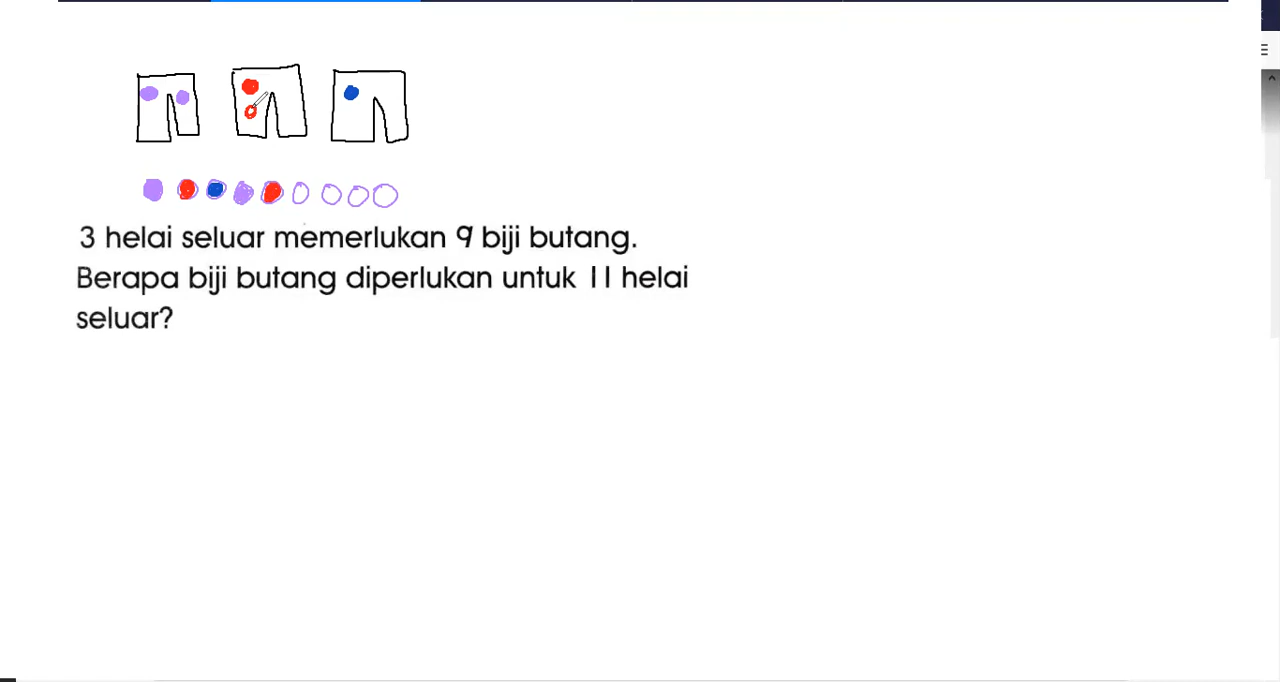 3 helai seluar memerlukan 9 biji butang.
Berapa biji butang diperlukan untuk 11 helai
seluar?